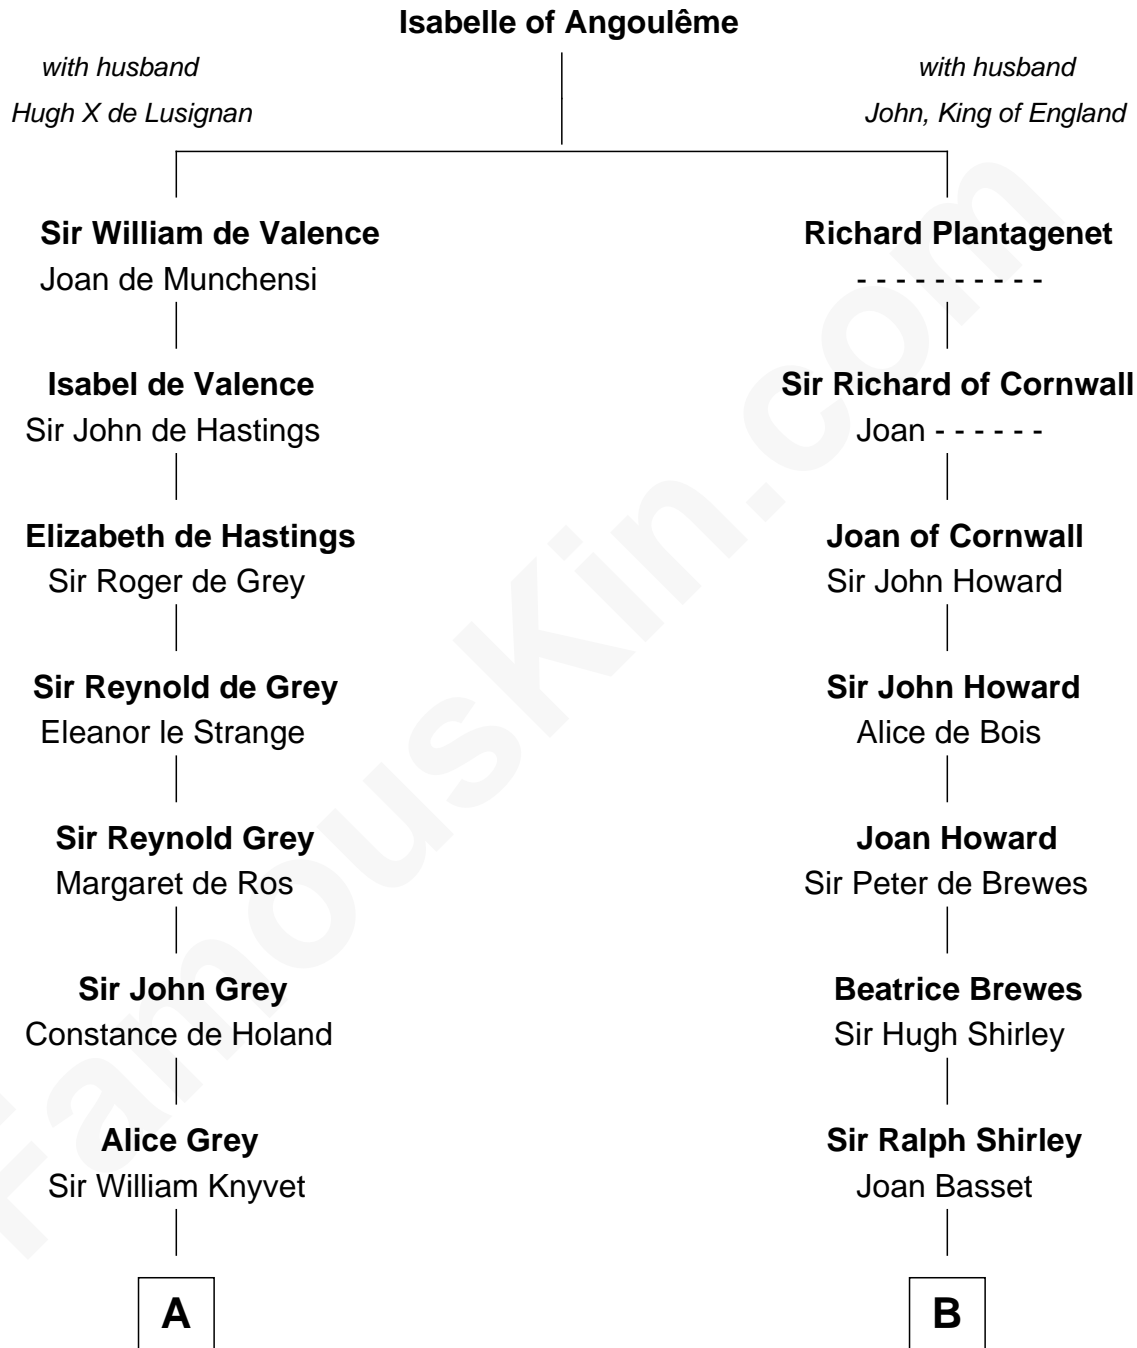 Isabelle of Angoulême
with husband
Hugh X de Lusignan
with husband
John, King of England
Sir William de Valence
Joan de Munchensi
Richard Plantagenet
- - - - - - - - - -
Isabel de Valence
Sir John de Hastings
Sir Richard of Cornwall
Joan - - - - - -
Elizabeth de Hastings
Sir Roger de Grey
Joan of Cornwall
Sir John Howard
Sir Reynold de Grey
Eleanor le Strange
Sir John Howard
Alice de Bois
Sir Reynold Grey
Margaret de Ros
Joan Howard
Sir Peter de Brewes
Sir John Grey
Constance de Holand
Beatrice Brewes
Sir Hugh Shirley
Alice Grey
Sir William Knyvet
Sir Ralph Shirley
Joan Basset
A
B
FamousKin.com